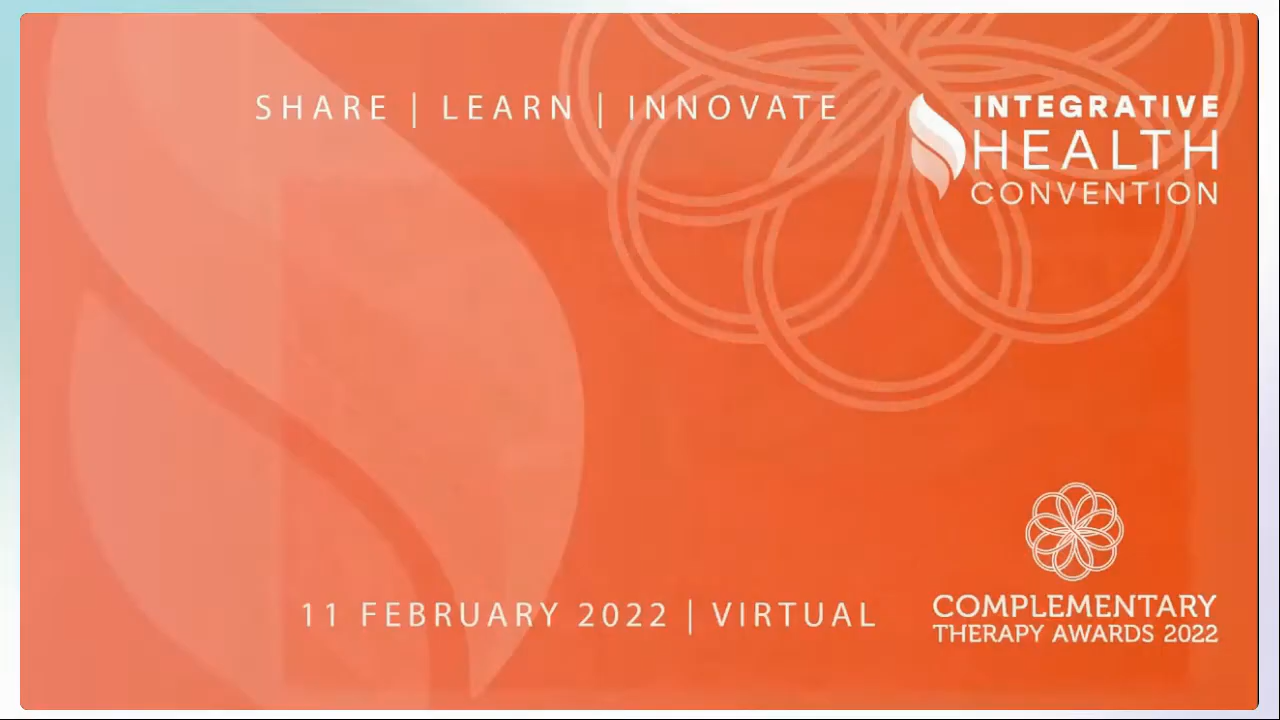 SHARE | LEARN | INNOVATE
INTEGRATIVE
HEALTH
CONVENTION
11 FEBRUARY 2022 | VIRTUAL
COMPLEMENTARY
THERAPY AWARDS 2022